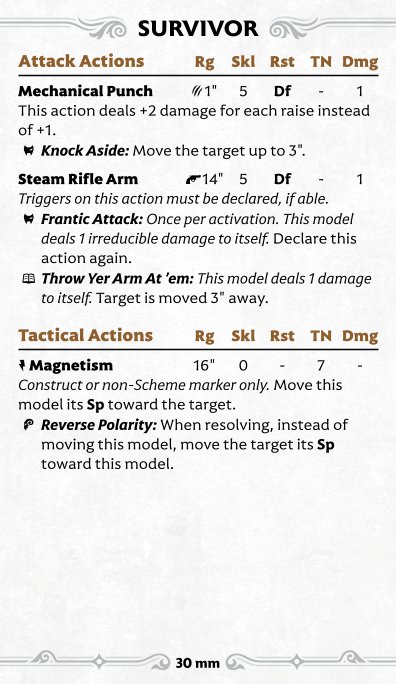 SURVIVOR
Attack Actions Rg Skl Rst TN Dmg
Mechanical Punch 1" 5 Df - 1
This action deals +2 damage for each raise instead
of +1.
Knock Aside: Move the target up to 3".
Steam Rifle Arm 14" 5 Df - 1
Triggers on this action must be declared, if able.
Frantic Attack: Once per activation. This model
deals 1 irreducible damage to itself. Declare this
action again.
Throw Yer Arm At 'em: This model deals 1 damage
to itself. Target is moved 3" away.
Tactical Actions Rg Skl Rst TN Dmg
Magnetism 16" 0 - 7 -
Construct or non-Scheme marker only. Move this
model its Sp toward the target.
Reverse Polarity: When resolving, instead of
moving this model, move the target its Sp
toward this model.
30 mm